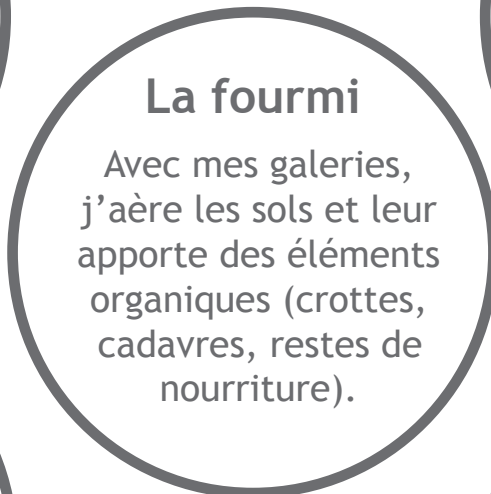 La fourmi
Avec mes galeries,
j’aère les sols et leur
apporte des éléments
organiques (crottes,
cadavres, restes de
nourriture).